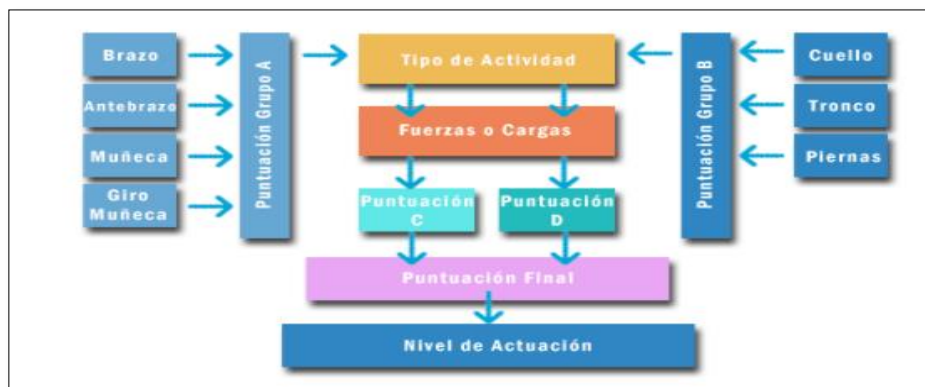 Brazo
Antebrazo
Muñeca
Giro
Muñeca
Puntuación Grupo A
Tipo de Actividad
Fuerzas o Cargas
Puntuación
C
Puntuación
D
Puntuación Final
Nivel de Actuación
Puntuación Grupo B
Cuello
Tronco
Piernas